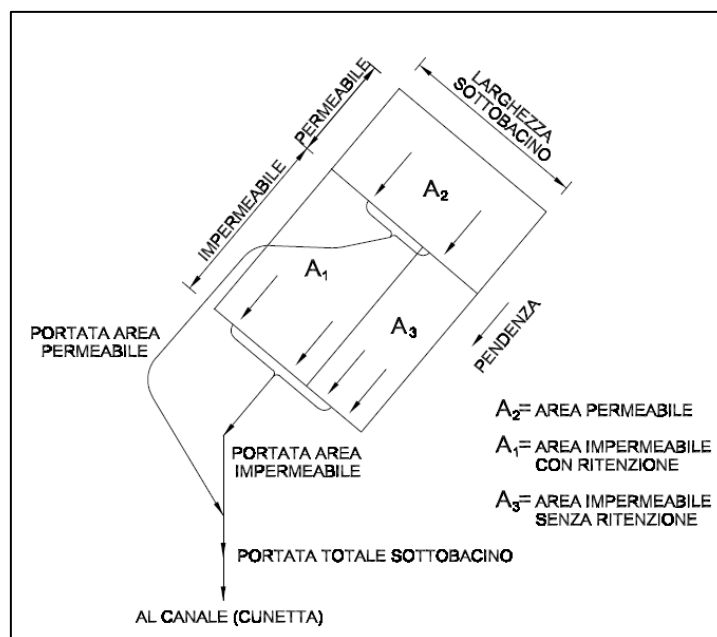 PERMEABILE
LARGHEZZA
SOTTOBACINO
IMPERMEABILE
A₂
A₁
A₃
PENDENZA
PORTATA AREA
PERMEABILE
PORTATA AREA
IMPERMEABILE
A₂= AREA PERMEABILE
A₁= AREA IMPERMEABILE
CON RITENZIONE
A₃= AREA IMPERMEABILE
SENZA RITENZIONE
PORTATA TOTALE SOTTOBACINO
AL CANALE (CUNETTA)